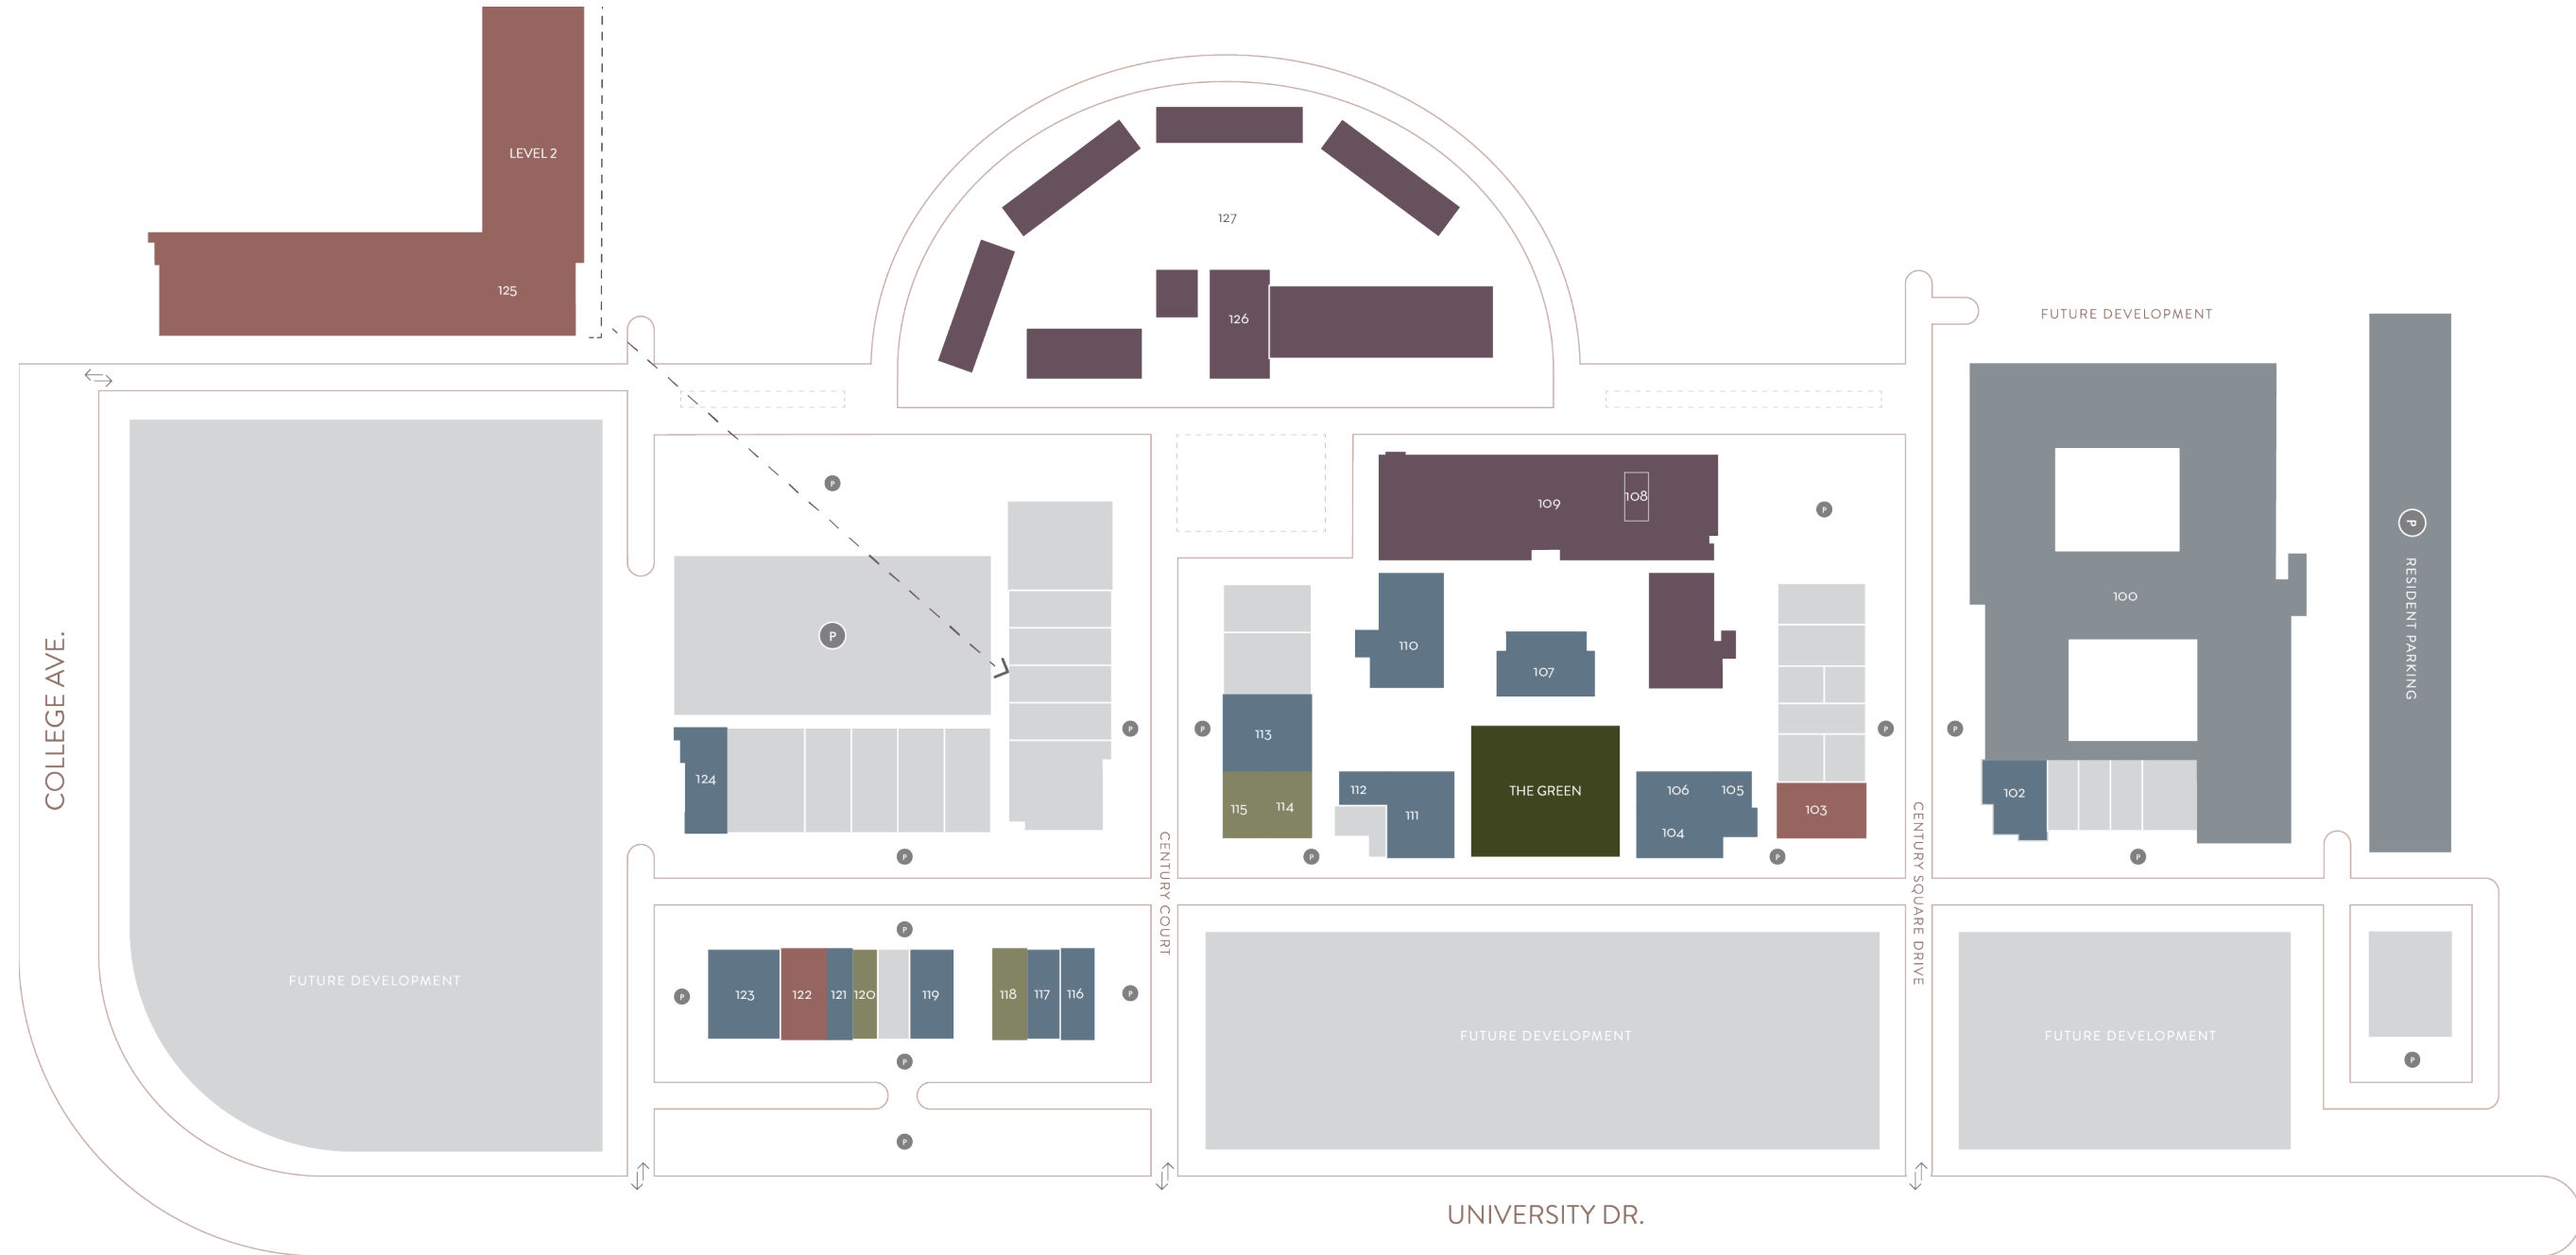 LEVEL 2
125
127
126
FUTURE DEVELOPMENT
P
109
108
P
P
RESIDENT PARKING
100
P
110
107
COLLEGE AVE.
P
P
113
P
P
124
THE GREEN
112
106
105
102
115
114
111
103
104
P
P
P
P
CENTURY COURT
CENTURY SQUARE DRIVE
P
FUTURE DEVELOPMENT
P
123
122
121
120
119
118
117
116
P
FUTURE DEVELOPMENT
FUTURE DEVELOPMENT
P
P
P
UNIVERSITY DR.